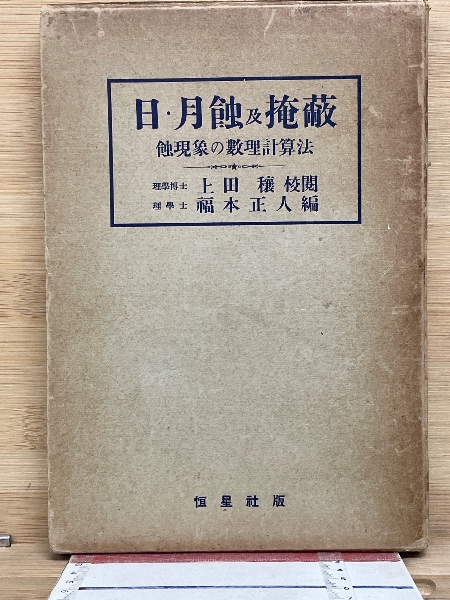 日・月蝕及掩蔽
蝕現象の數理計算法
理學博士 上田穰校閲
理學士 福本正人編
恒星社版